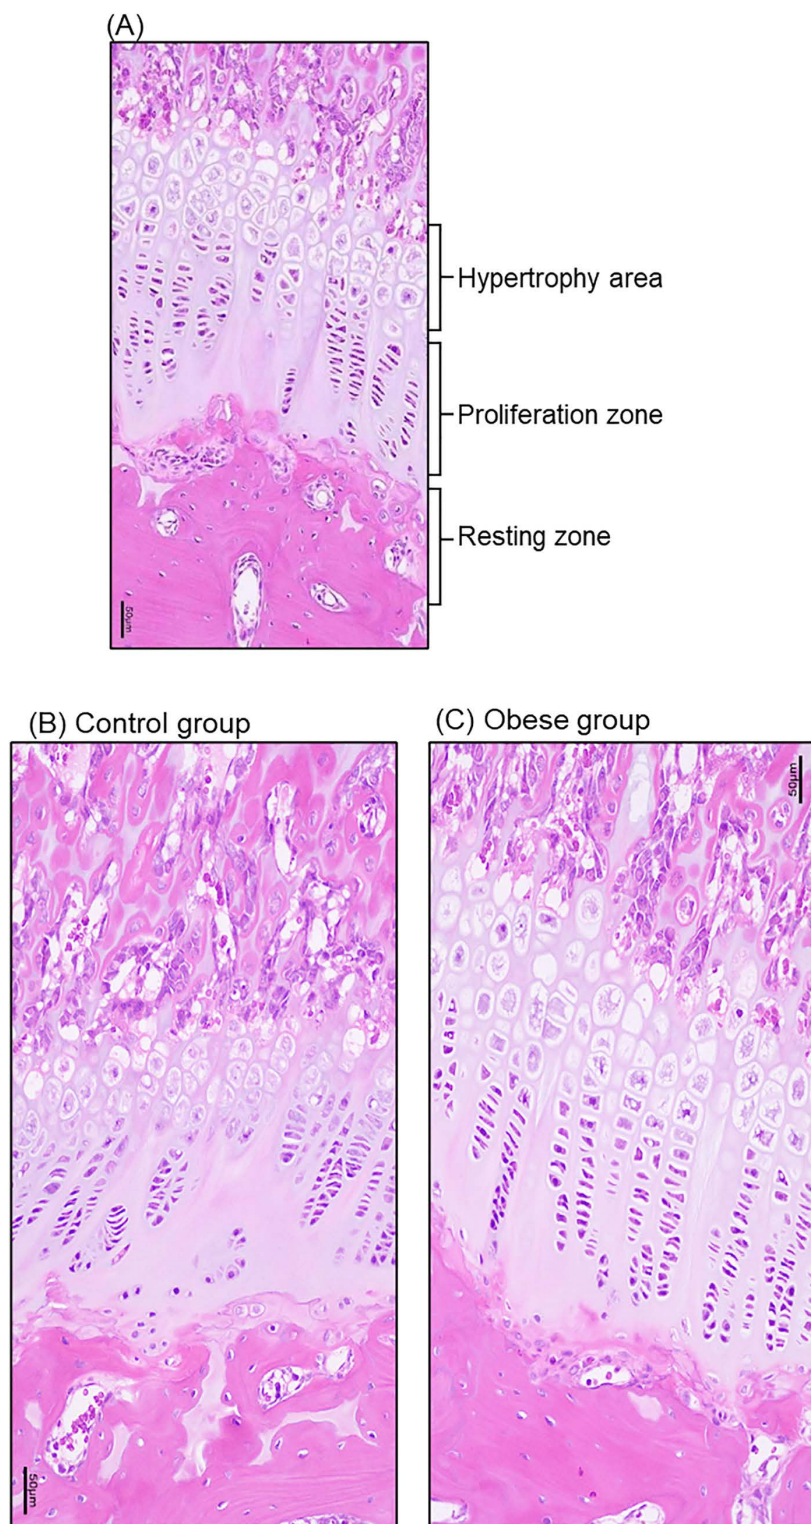 (A)
Hypertrophy area
Proliferation zone
Resting zone
50μm
(B) Control group
(C) Obese group
50μm
50μm